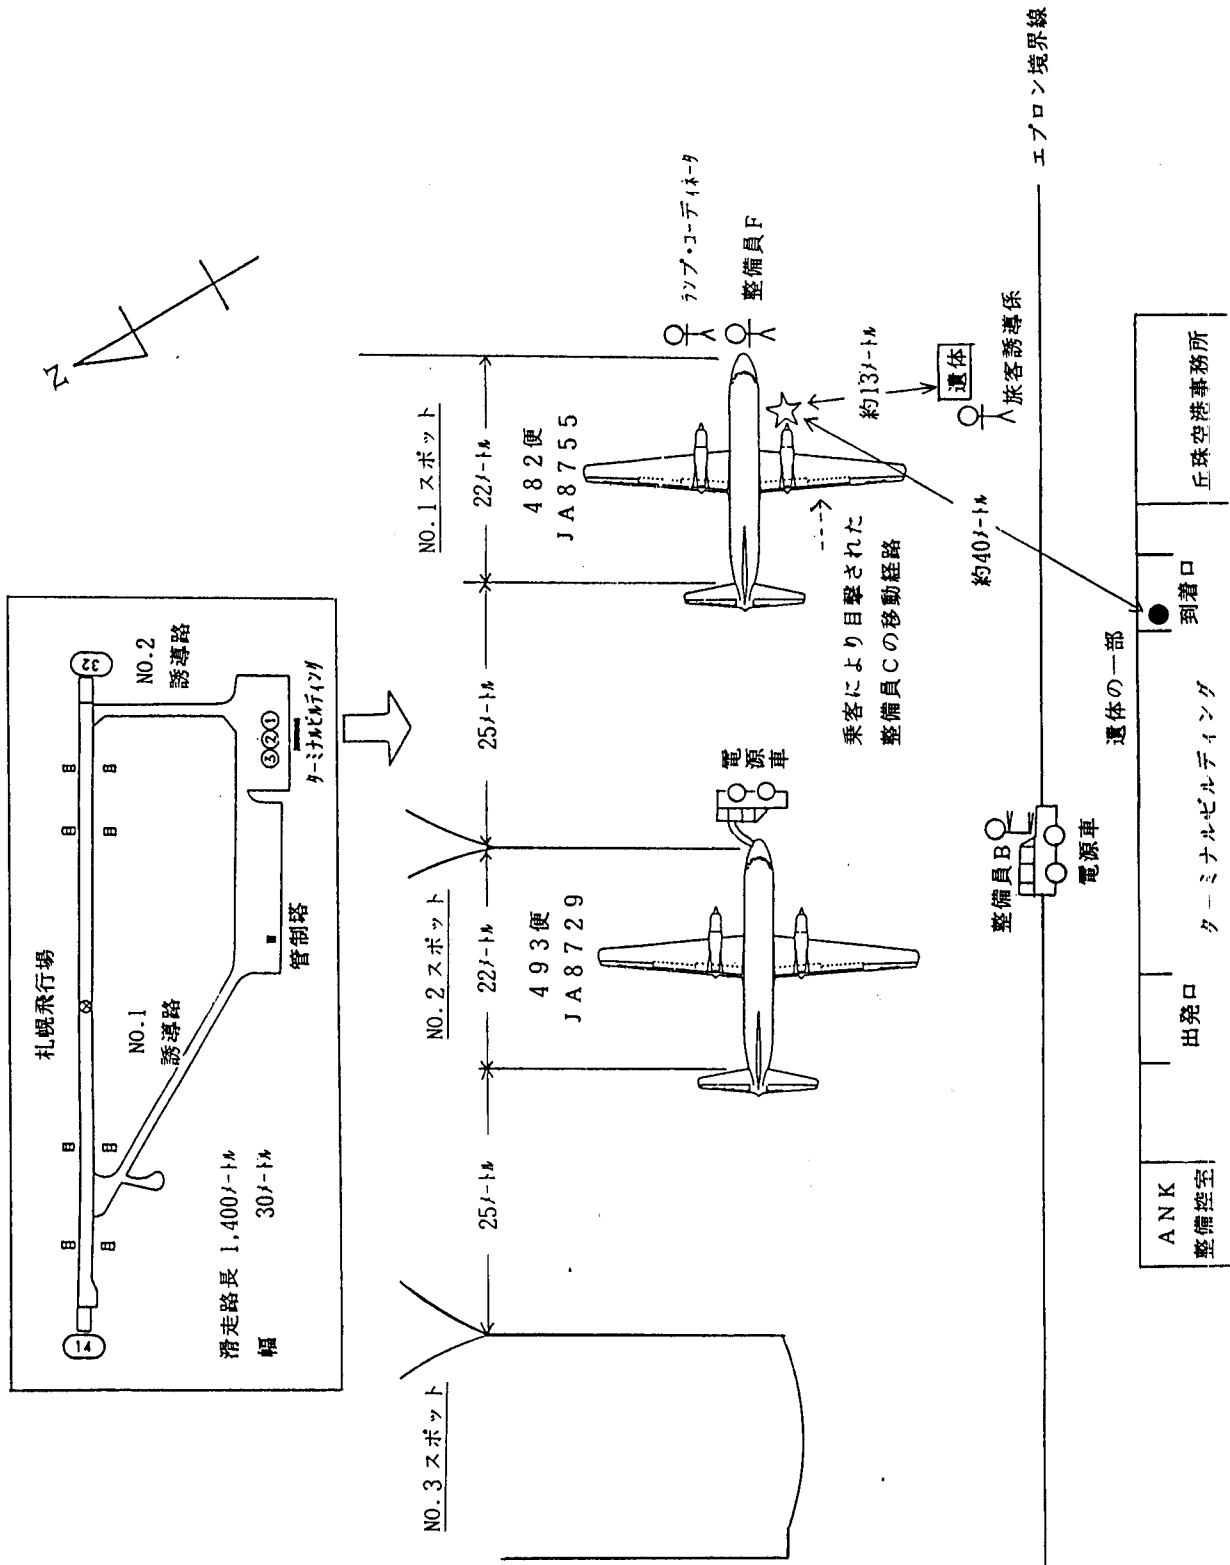 札幌飛行場
14
32
NO.1
誘導路
NO.2
誘導路
滑走路長 1,400メートル
幅 30メートル
管制塔
③②①
ターミナルビルディング
N
NO.3 スポット
25メートル
NO.2 スポット
22メートル
493便
JA8729
25メートル
NO.1 スポット
22メートル
482便
JA8755
電源車
ランプ・コーディネータ
整備員F
乗客により目撃された
整備員Cの移動経路
約13メートル
遺体
旅客誘導係
約40メートル
整備員B
電源車
エプロン境界線
遺体の一部
ANK
整備控室
出発口
ターミナルビルディング
到着口
丘珠空港事務所